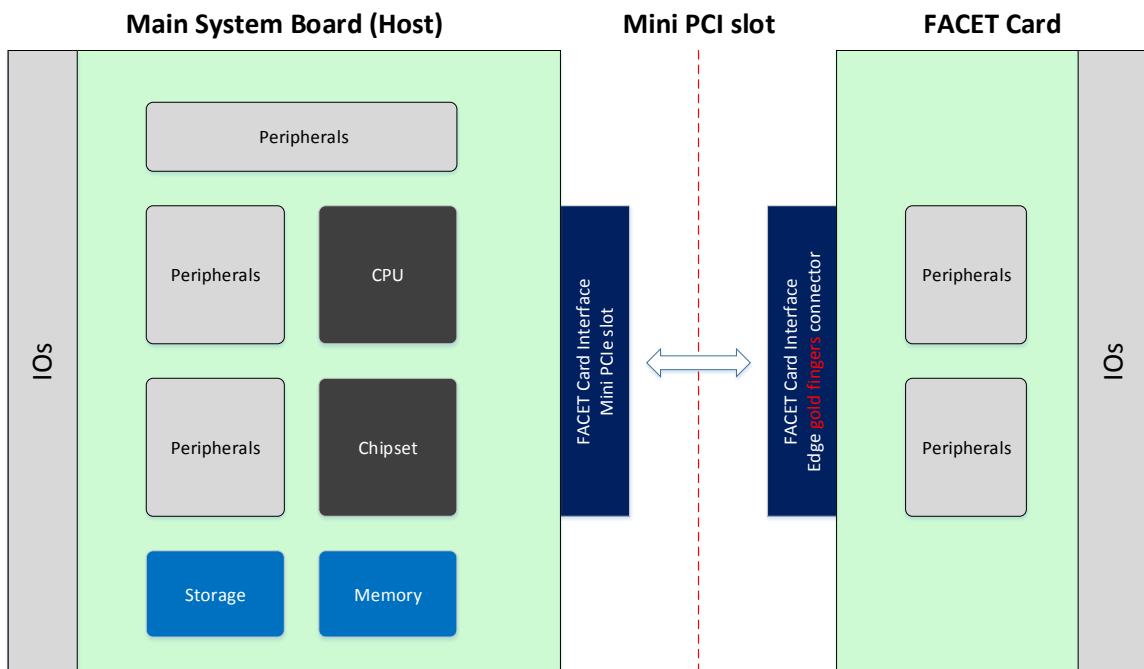 Main System Board (Host)
Mini PCI slot
FACET Card
IOs
Peripherals
Peripherals
CPU
Peripherals
Chipset
Storage
Memory
FACET Card Interface
Mini PCIe slot
FACET Card Interface
Edge gold fingers connector
Peripherals
Peripherals
IOs